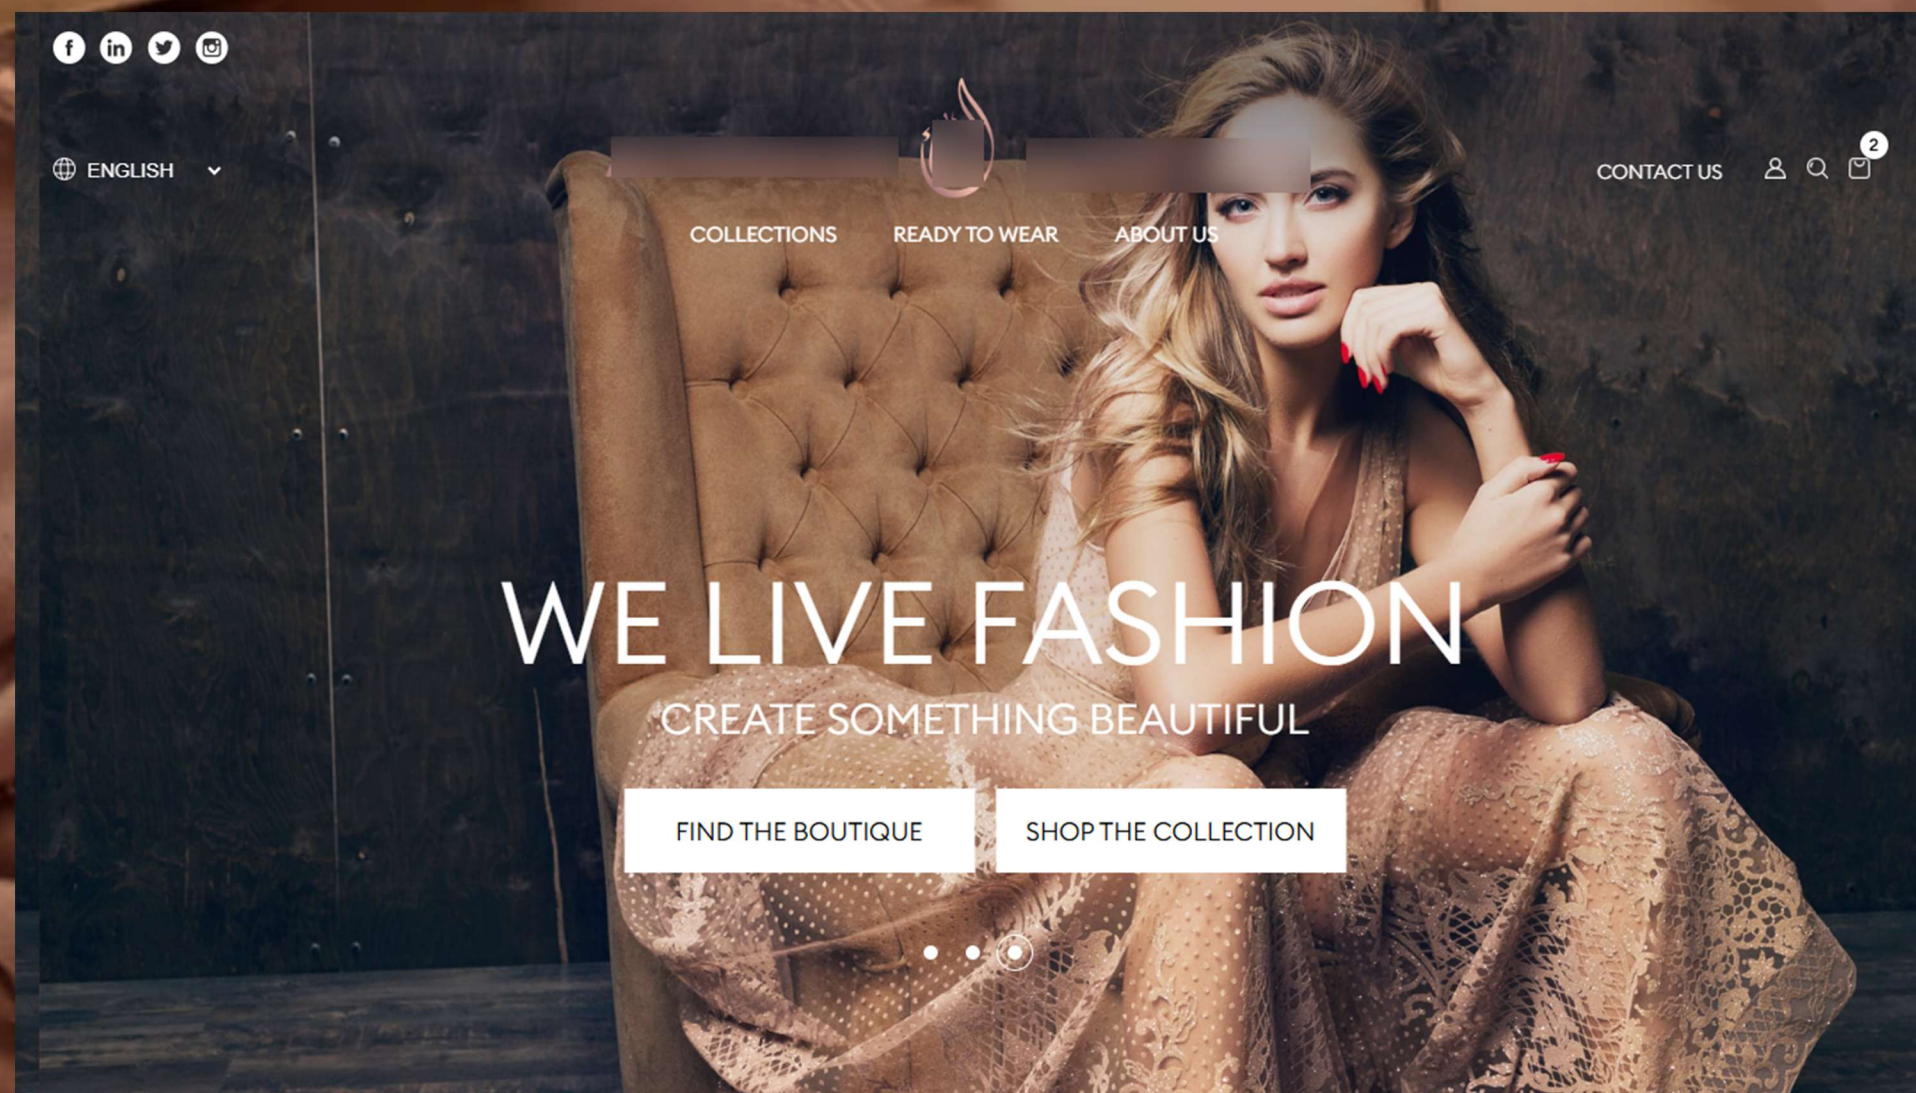 ENGLISH
CONTACT US
2
COLLECTIONS
READY TO WEAR
ABOUT US
WE LIVE FASHION
CREATE SOMETHING BEAUTIFUL
FIND THE BOUTIQUE
SHOP THE COLLECTION